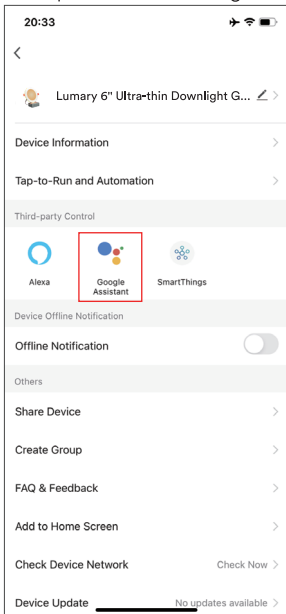 20:33
Lumary 6" Ultra-thin Downlight G...
Device Information
Tap-to-Run and Automation
Third-party Control
Alexa
Google
Assistant
SmartThings
Device Offline Notification
Offline Notification
Others
Share Device
Create Group
FAQ & Feedback
Add to Home Screen
Check Device Network Check Now
Device Update No updates available